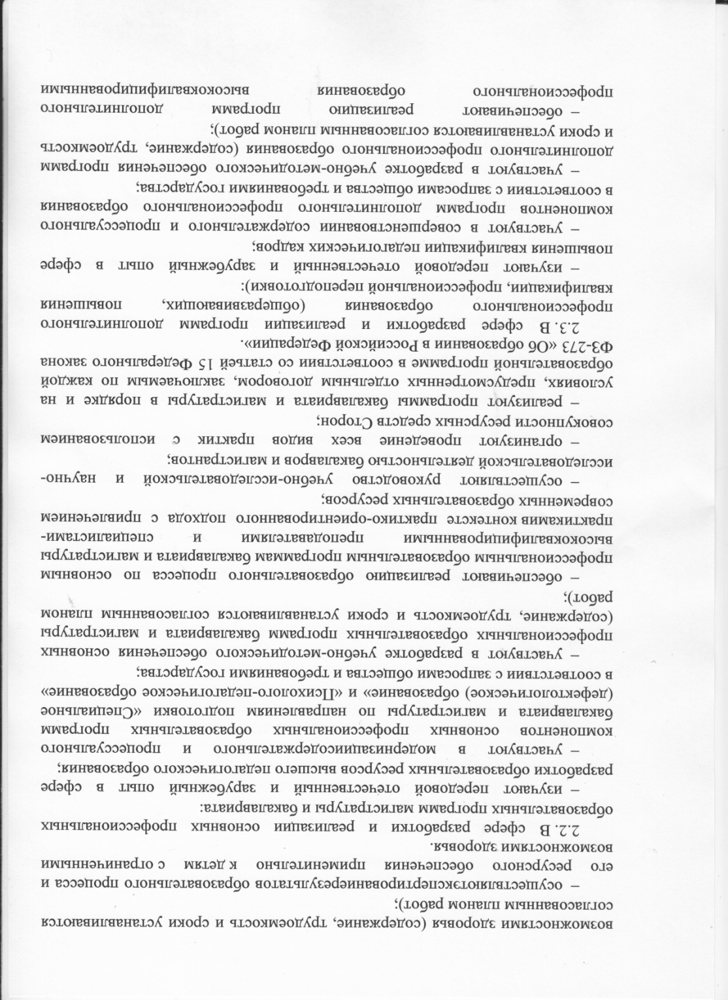 возможностями здоровья (содержание, трудоемкость и сроки устанавливаются
согласованным планом работ);
– осуществляютэкспертированиерезультатов образовательного процесса и
его ресурсного обеспечения применительно к детям с ограниченными
возможностями здоровья.
2.2. В сфере разработки и реализации основных профессиональных
образовательных программ магистратуры и бакалавриата:
– изучают передовой отечественный и зарубежный опыт в сфере
разработки образовательных ресурсов высшего педагогического образования;
– участвуют в модернизациисодержательного и процессуального
компонентов основных профессиональных образовательных программ
бакалавриата и магистратуры по направлениям подготовки «Специальное
(дефектологическое) образование» и «Психолого-педагогическое образование»
в соответствии с запросами общества и требованиями государства;
– участвуют в разработке учебно-методического обеспечения основных
профессиональных образовательных программ бакалавриата и магистратуры
(содержание, трудоемкость и сроки устанавливаются согласованным планом
работ);
– обеспечивают реализацию образовательного процесса по основным
профессиональным образовательным программам бакалавриата и магистратуры
высококвалифицированными преподавателями и специалистами-
практикамив контексте практико-ориентированного подхода с привлечением
современных образовательных ресурсов;
– осуществляют руководство учебно-исследовательской и научно-
исследовательской деятельностью бакалавров и магистрантов;
– организуют проведение всех видов практик с использованием
совокупности ресурсных средств Сторон;
– реализуют программы бакалавриата и магистратуры в порядке и на
условиях, предусмотренных отдельным договором, заключаемым по каждой
образовательной программе в соответствии со статьей 15 Федерального закона
ФЗ-273 «Об образовании в Российской Федерации».
2.3. В сфере разработки и реализации программ дополнительного
профессионального образования (общеразвивающих, повышения
квалификации, профессиональной переподготовки):
– изучают передовой отечественный и зарубежный опыт в сфере
повышения квалификации педагогических кадров;
– участвуют в совершенствовании содержательного и процессуального
компонентов программ дополнительного профессионального образования
в соответствии с запросами общества и требованиями государства;
– участвуют в разработке учебно-методического обеспечения программ
дополнительного профессионального образования (содержание, трудоемкость
и сроки устанавливаются согласованным планом работ);
– обеспечивают реализацию программ дополнительного
профессионального образования высококвалифицированными